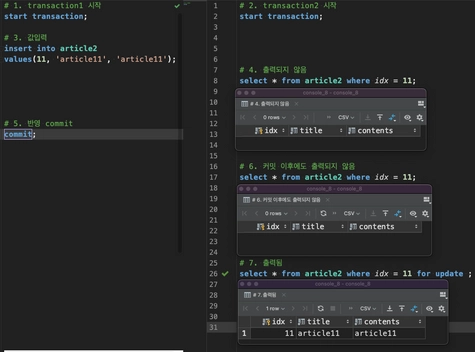 # 1. transaction1 시작
start transaction;
# 3. 값입력
insert into article2
values(11, 'article11', 'article11');
# 5. 반영 commit
commit;
1
2
3
4
5
6
7
8
9
10
11
12
13
14
15
16
17
18
19
20
21
22
23
24
25
26
27
28
29
30
31
# 2. transaction2 시작
start transaction;
# 4. 출력되지 않음
select * from article2 where idx = 11;
console_8 – console_8
# 4. 출력되지 않음
0 rows
CSV
idx
title
contents
# 6. 커밋 이후에도 출력되지 않음
select * from article2 where idx = 11;
console_8 – console_8
# 6. 커밋 이후에도 출력되지 않음
0 rows
CSV
idx
title
contents
# 7. 출력됨
select * from article2 where idx = 11 for update ;
console_8 – console_8
# 7. 출력됨
1 row
CSV
idx
title
contents
1 11 article11 article11